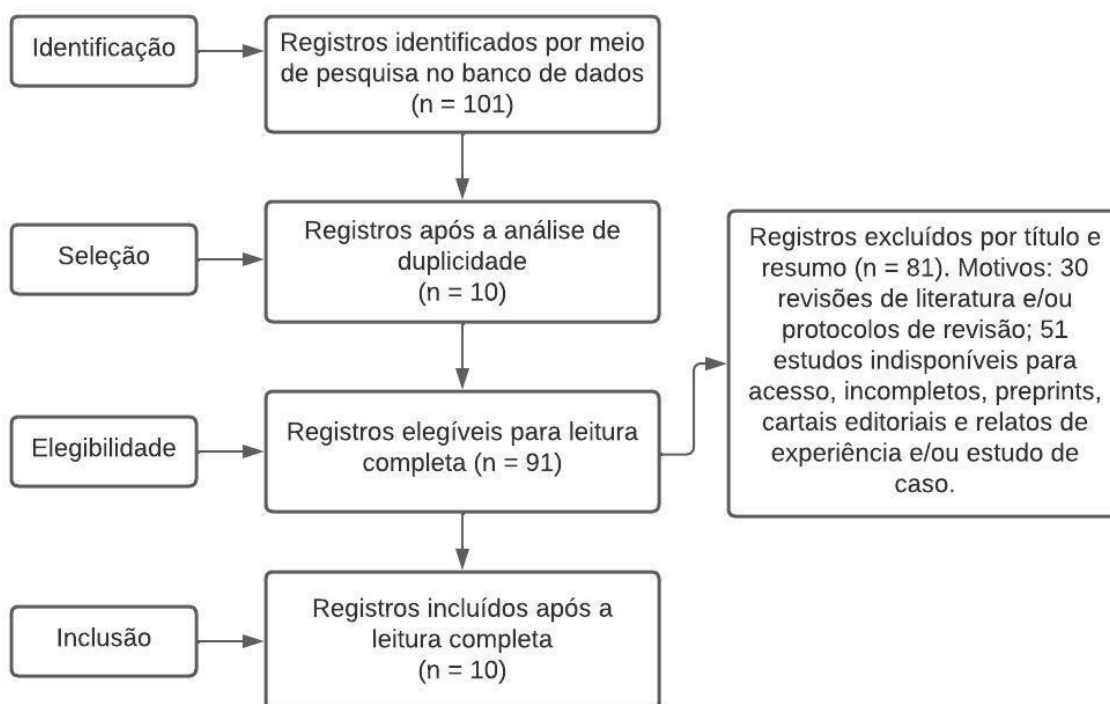 Identificação
Registros identificados por meio
de pesquisa no banco de dados
(n = 101)
Seleção
Registros após a análise de
duplicidade
(n = 10)
Registros excluídos por título e
resumo (n = 81). Motivos: 30
revisões de literatura e/ou
protocolos de revisão; 51
estudos indisponíveis para
acesso, incompletos, preprints,
cartais editoriais e relatos de
experiência e/ou estudo de
caso.
Elegibilidade
Registros elegíveis para leitura
completa (n = 91)
Inclusão
Registros incluídos após a
leitura completa
(n = 10)